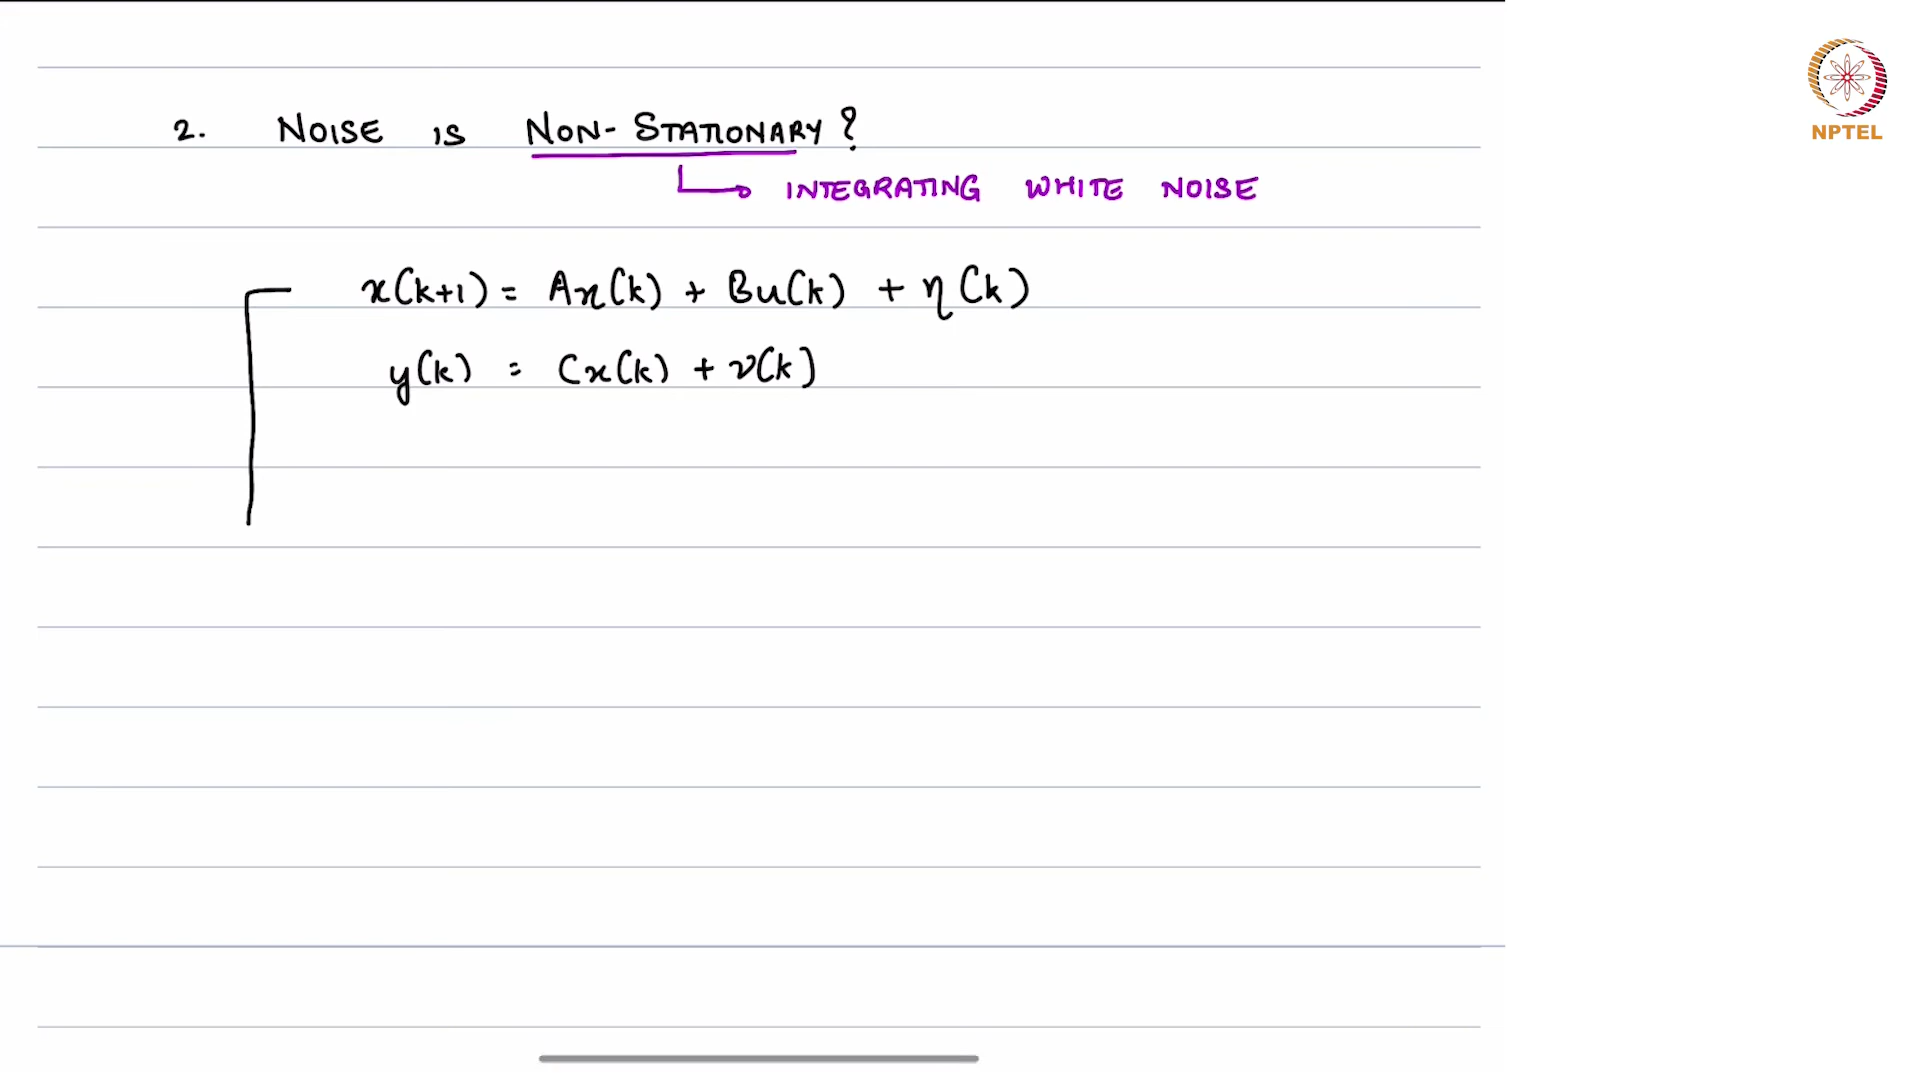 2. NOISE IS NON-STATIONARY?
INTEGRATING WHITE NOISE
x(k+1) = Ax(k) + Bu(k) + η(k)
y(k) = Cx(k) + ν(k)
NPTEL